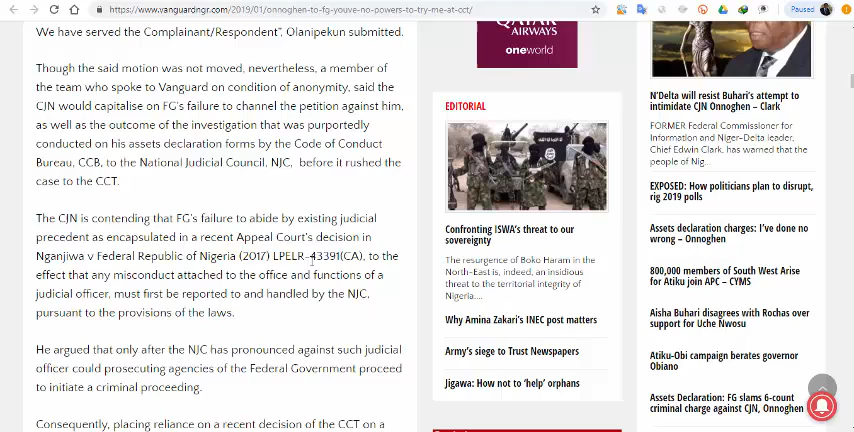 https://www.vanguardngr.com/2019/01/onnoghen-to-fg-youve-no-powers-to-try-me-at-cct/
Paused
We have served the Complainant/Respondent", Olanipekun submitted.
Though the said motion was not moved, nevertheless, a member of
the team who spoke to Vanguard on condition of anonymity, said the
CJN would capitalise on FG's failure to channel the petition against him,
as well as the outcome of the investigation that was purportedly
conducted on his assets declaration forms by the Code of Conduct
Bureau, CCB, to the National Judicial Council, NJC, before it rushed the
case to the CCT.
The CJN is contending that FG's failure to abide by existing judicial
precedent as encapsulated in a recent Appeal Court's decision in
Nganjiwa v Federal Republic of Nigeria (2017) LPELR-43391(CA), to the
effect that any misconduct attached to the office and functions of a
judicial officer, must first be reported to and handled by the NJC,
pursuant to the provisions of the laws.
He argued that only after the NJC has pronounced against such judicial
officer could prosecuting agencies of the Federal Government proceed
to initiate a criminal proceeding.
Consequently, placing reliance on a recent decision of the CCT on a
QATAR
AIRWAYS
oneworld
EDITORIAL
Confronting ISWA's threat to our
sovereignty
The resurgence of Boko Haram in the
North-East is, indeed, an insidious
threat to the territorial integrity of
Nigeria....
Why Amina Zakari's INEC post matters
Army's siege to Trust Newspapers
Jigawa: How not to 'help' orphans
N'Delta will resist Buhari's attempt to
intimidate CJN Onnoghen – Clark
FORMER Federal Commissioner for
Information and Niger-Delta leader,
Chief Edwin Clark, has warned that the
people of Nig...
EXPOSED: How politicians plan to disrupt,
rig 2019 polls
Assets declaration charges: I've done no
wrong – Onnoghen
800,000 members of South West Arise
for Atiku join APC – CYMS
Aisha Buhari disagrees with Rochas over
support for Uche Nwosu
Atiku-Obi campaign berates governor
Obiano
Assets Declaration: FG slams 6-count
criminal charge against CJN, Onnoghen